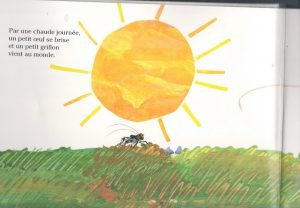 Par une chaude journée,
un petit œuf se brise
et un petit grillon
vient au monde.